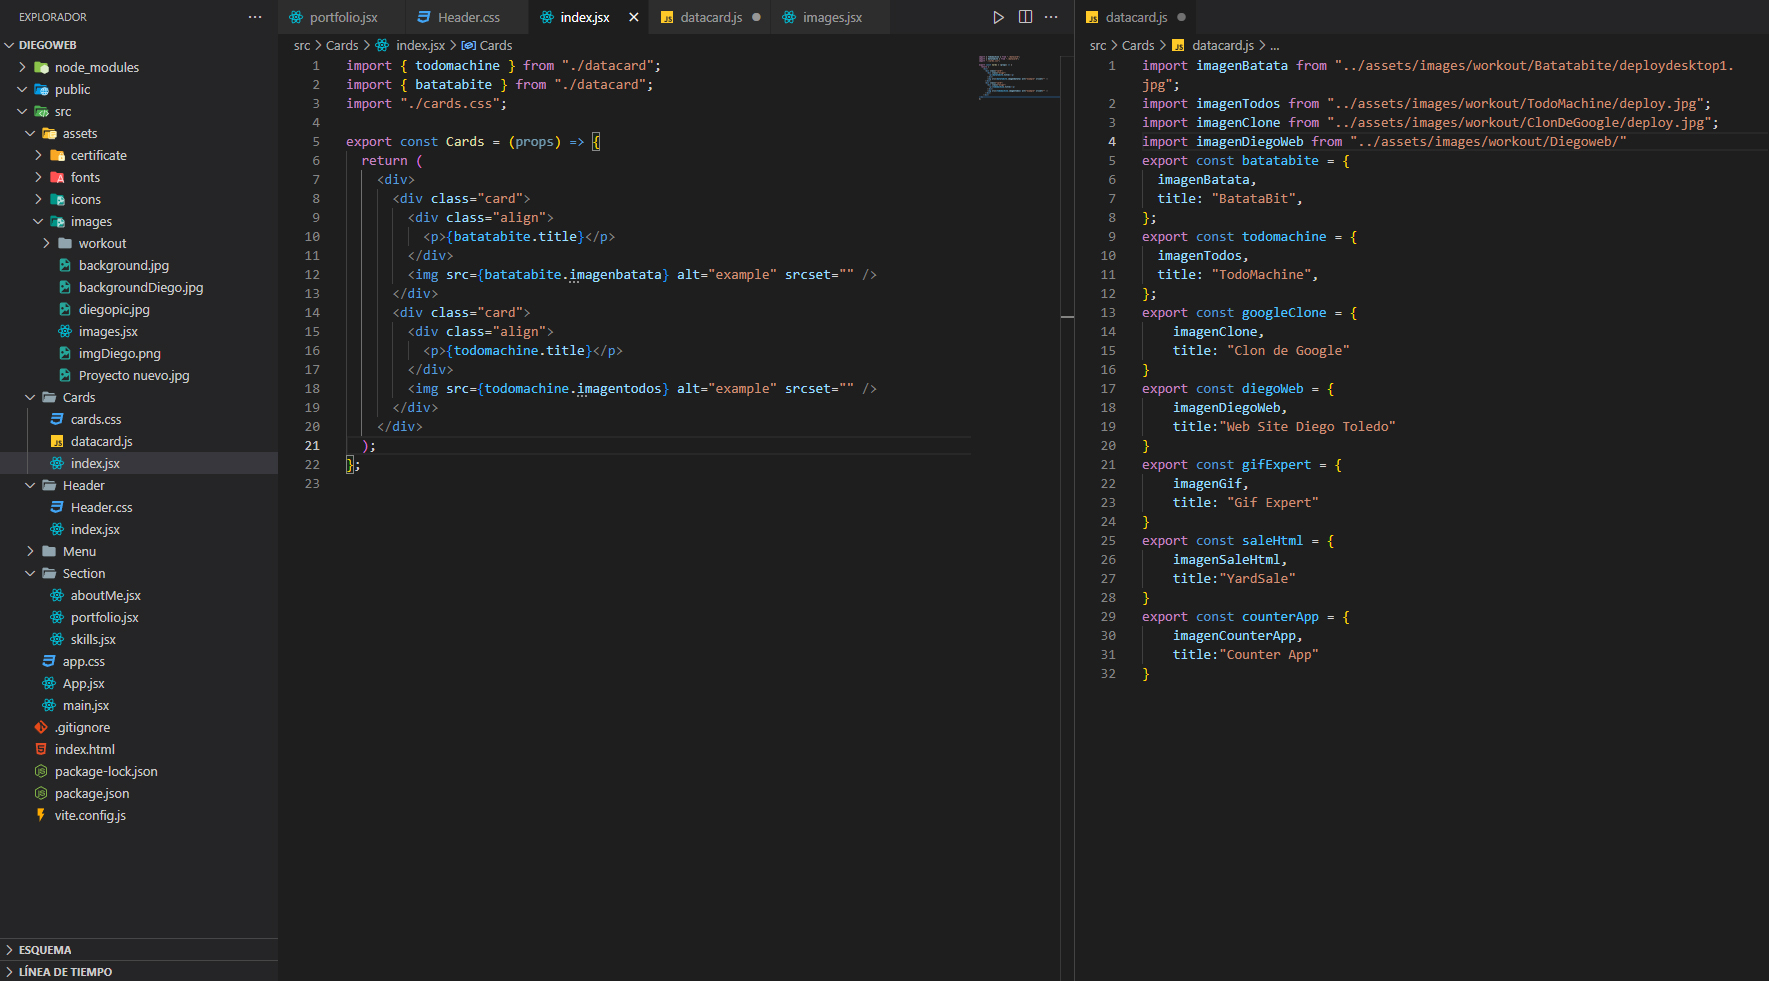 EXPLORADOR
DIEGOWEB
node_modules
public
src
assets
certificate
fonts
icons
images
workout
background.jpg
backgroundDiego.jpg
diegopic.jpg
images.jsx
imgDiego.png
Proyecto nuevo.jpg
Cards
cards.css
datacard.js
index.jsx
Header
Header.css
index.jsx
Menu
Section
aboutMe.jsx
portfolio.jsx
skills.jsx
app.css
App.jsx
main.jsx
.gitignore
index.html
package-lock.json
package.json
vite.config.js
ESQUEMA
LÍNEA DE TIEMPO
portfolio.jsx Header.css index.jsx datacard.js images.jsx
src > Cards > index.jsx > Cards
1 import { todomachine } from "./datacard";
2 import { batatabite } from "./datacard";
3 import "./cards.css";
4
5 export const Cards = (props) => {
6 return (
7 <div>
8 <div class="card">
9 <div class="align">
10 <p>{batatabite.title}</p>
11 </div>
12 <img src={batatabite.imagenbatata} alt="example" srcset="" />
13 </div>
14 <div class="card">
15 <div class="align">
16 <p>{todomachine.title}</p>
17 </div>
18 <img src={todomachine.imagentodos} alt="example" srcset="" />
19 </div>
20 </div>
21 );
22 };
23
datacard.js
src > Cards > datacard.js > ...
1 import imagenBatata from "../assets/images/workout/Batatabite/deploydesktop1.
jpg";
2 import imagenTodos from "../assets/images/workout/TodoMachine/deploy.jpg";
3 import imagenClone from "../assets/images/workout/ClonDeGoogle/deploy.jpg";
4 import imagenDiegoWeb from "../assets/images/workout/Diegoweb/"
5 export const batatabite = {
6 imagenBatata,
7 title: "BatataBit",
8 };
9 export const todomachine = {
10 imagenTodos,
11 title: "TodoMachine",
12 };
13 export const googleClone = {
14 imagenClone,
15 title: "Clon de Google"
16 }
17 export const diegoWeb = {
18 imagenDiegoWeb,
19 title:"Web Site Diego Toledo"
20 }
21 export const gifExpert = {
22 imagenGif,
23 title: "Gif Expert"
24 }
25 export const saleHtml = {
26 imagenSaleHtml,
27 title:"YardSale"
28 }
29 export const counterApp = {
30 imagenCounterApp,
31 title:"Counter App"
32 }